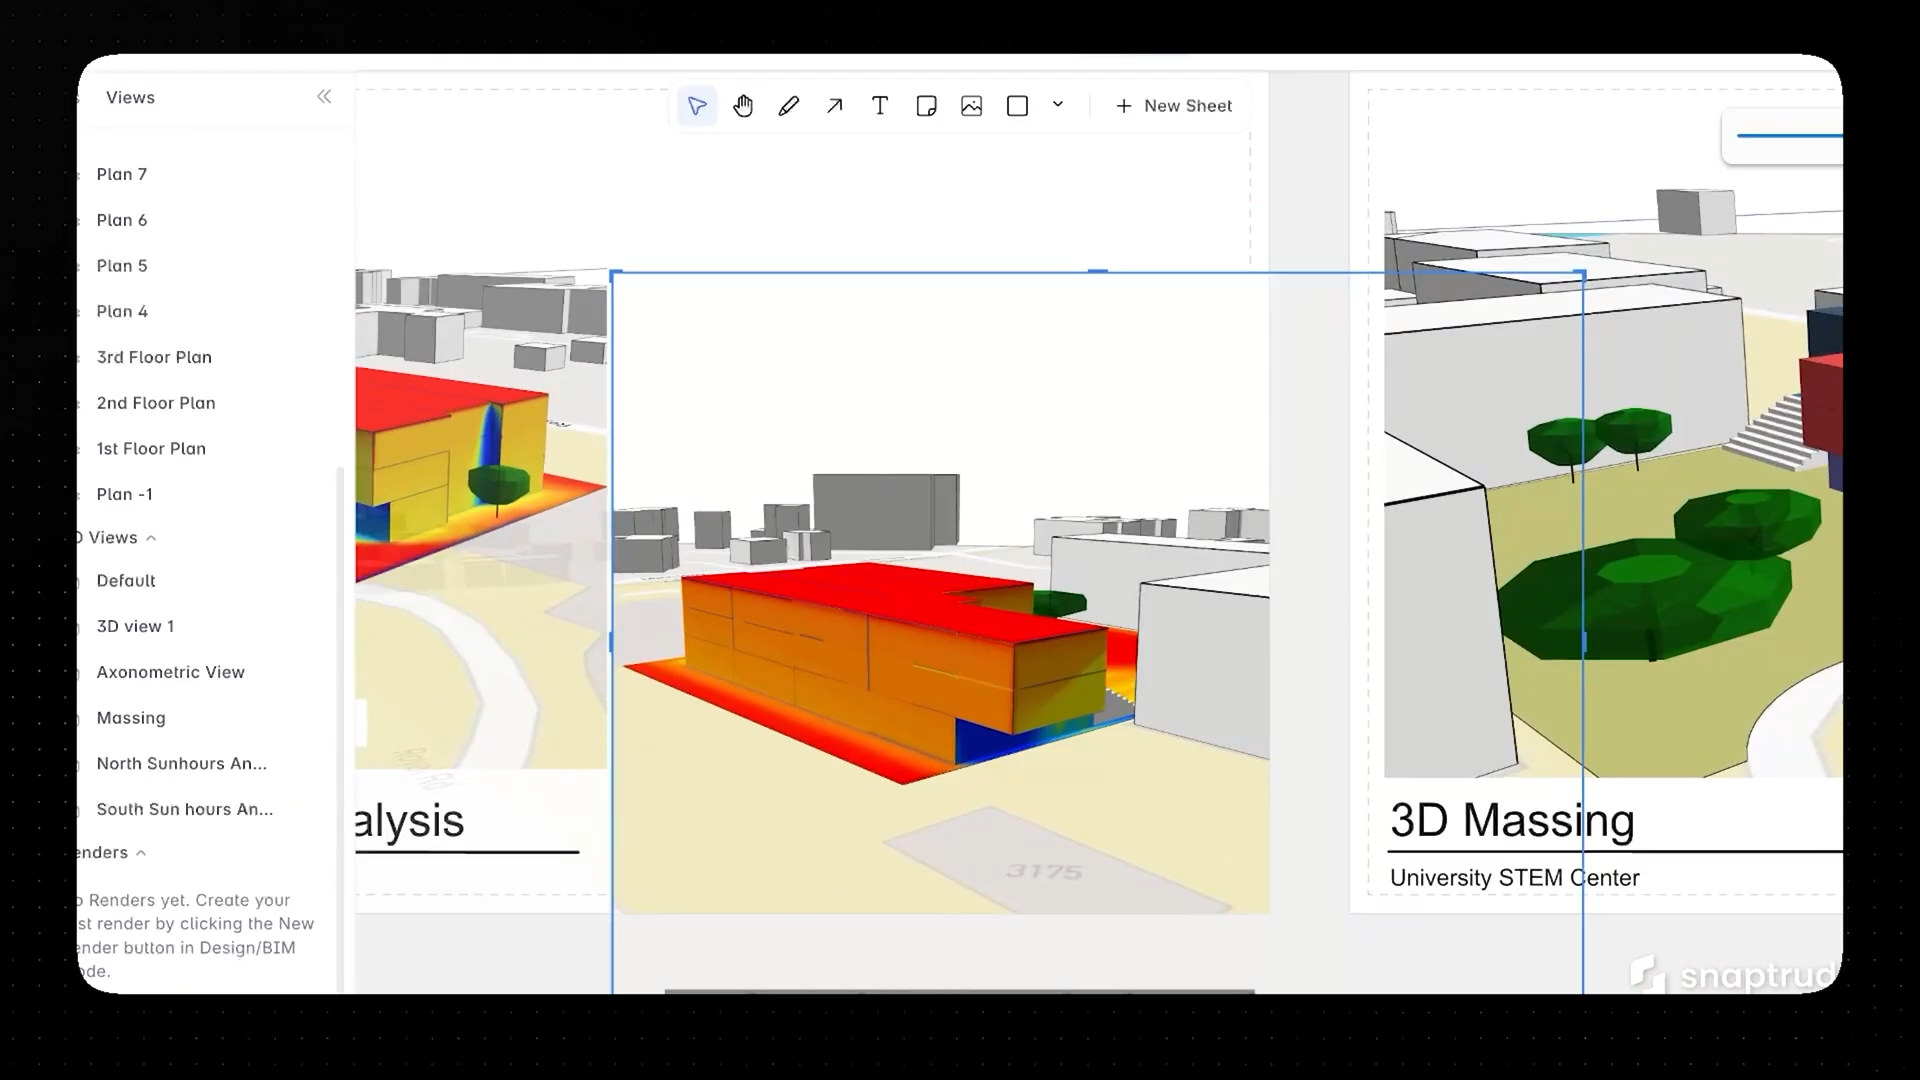 Views
New Sheet
Plan 7
Plan 6
Plan 5
Plan 4
3rd Floor Plan
2nd Floor Plan
1st Floor Plan
Plan -1
D Views
Default
3D view 1
Axonometric View
Massing
North Sunhours An...
South Sun hours An...
enders
o Renders yet. Create your
st render by clicking the New
ender button in Design/BIM
ode.
alysis
3175
3D Massing
University STEM Center
snaptrud